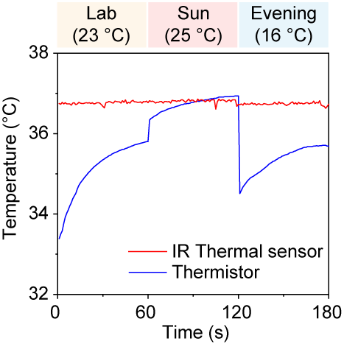 Lab
(23 °C)
Sun
(25 °C)
Evening
(16 °C)
Temperature (°C)
38
36
34
32
IR Thermal sensor
Thermistor
0
60
120
180
Time (s)